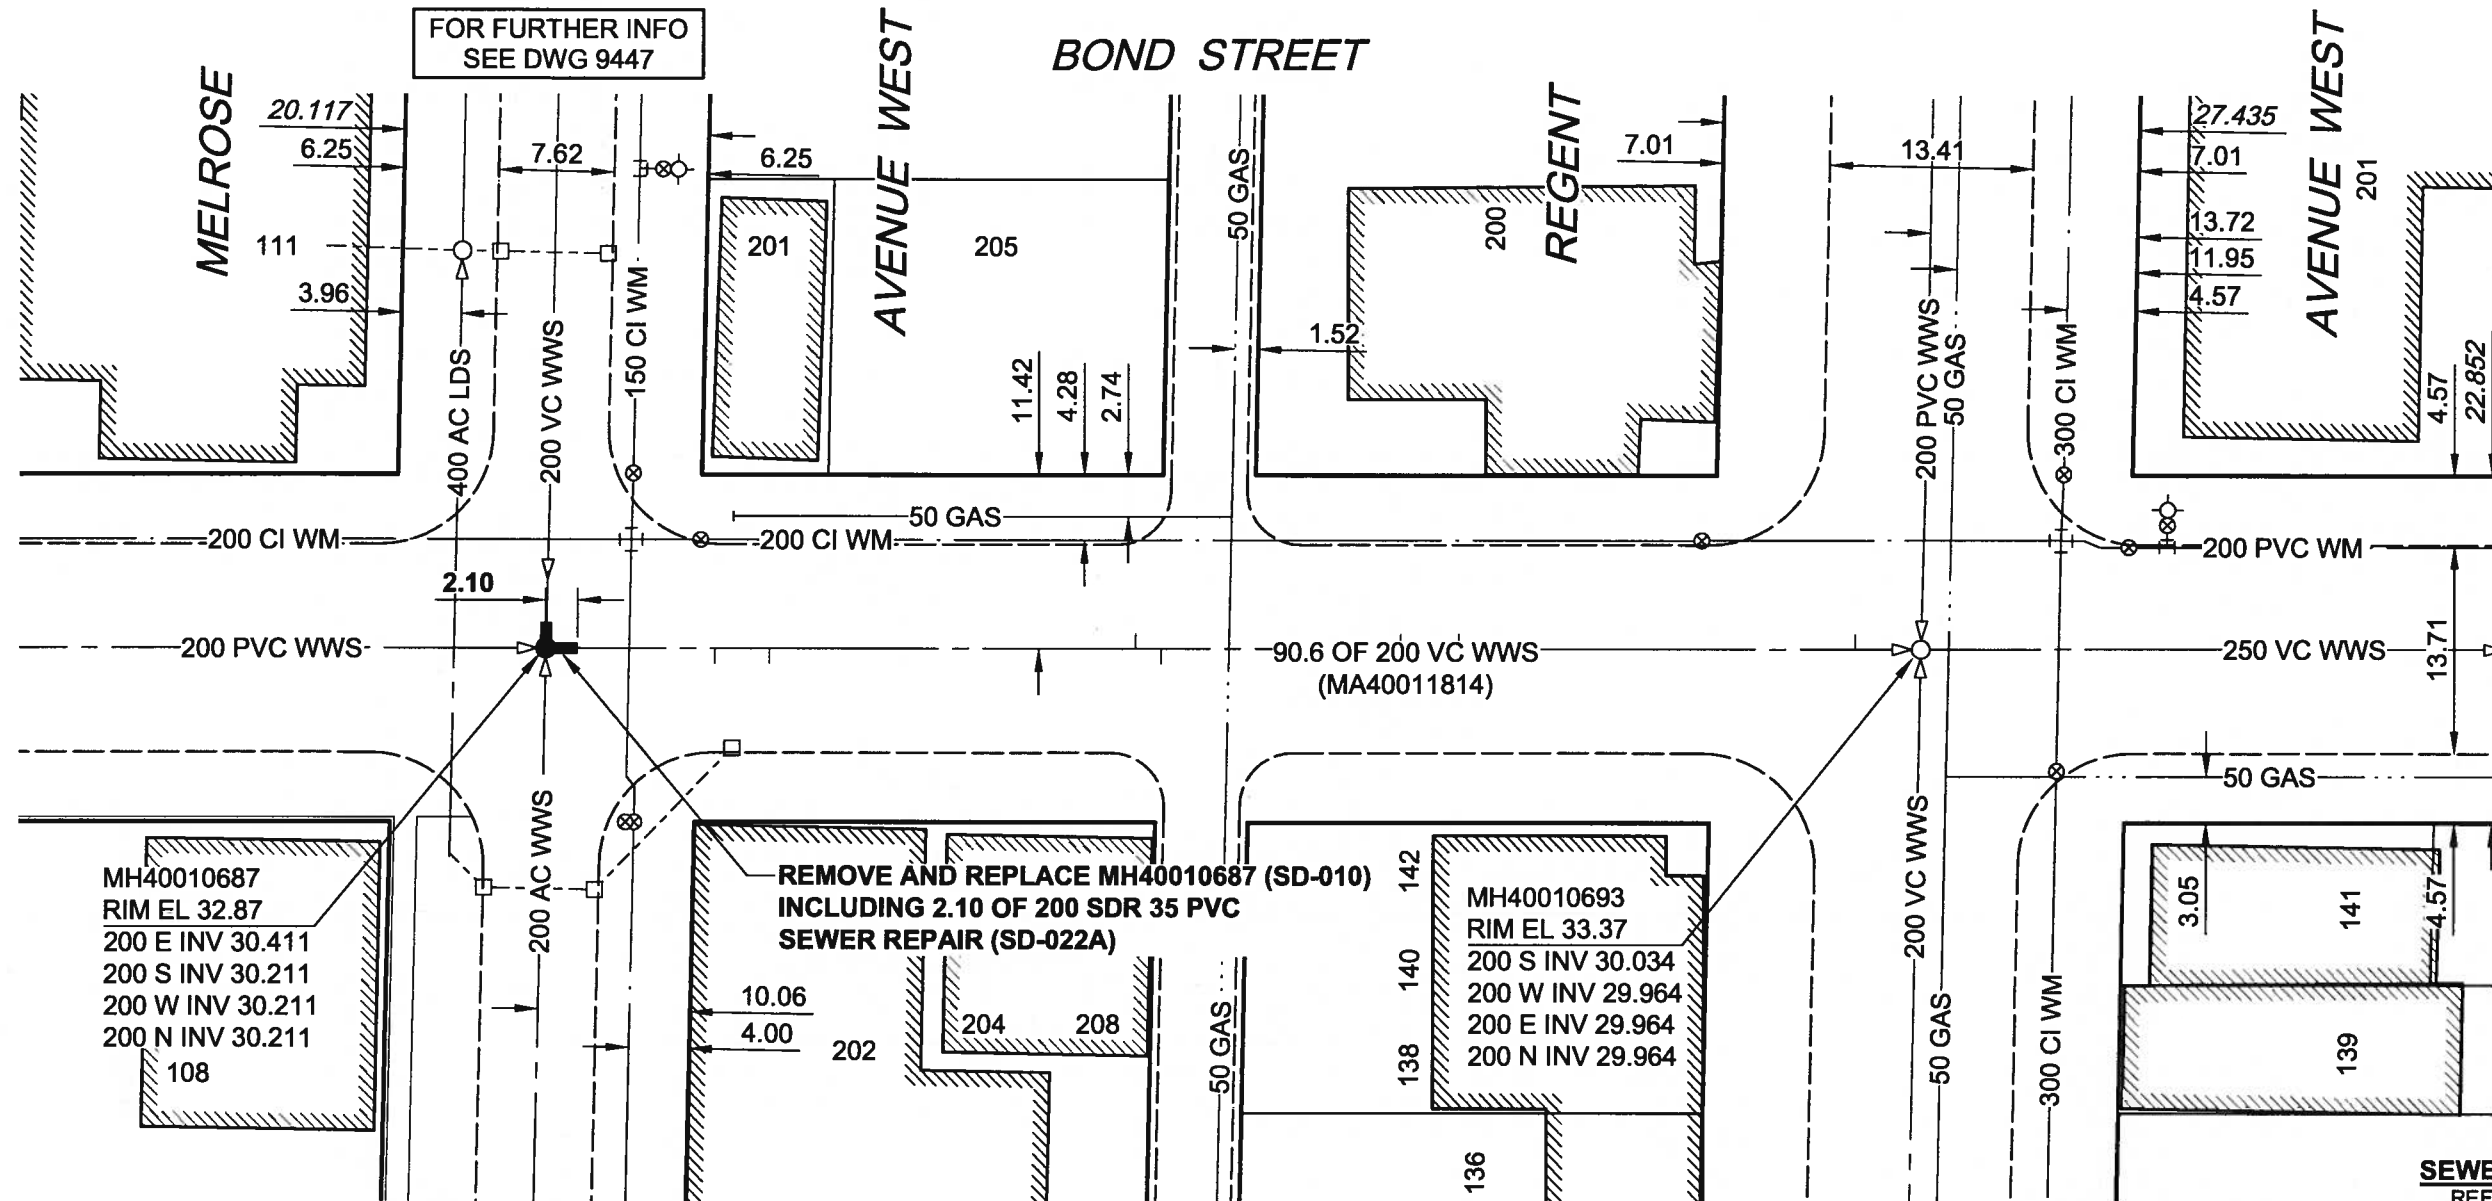 FOR FURTHER INFO
SEE DWG 9447
BOND STREET
MELROSE
AVENUE WEST
REGENT
AVENUE WEST
20.117
6.25
7.62
6.25
7.01
13.41
27.435
7.01
13.72
11.95
4.57
111
3.96
201
205
200
201
1.52
11.42
4.28
2.74
4.57
22.852
400 AC LDS
200 VC WWS
150 CI WM
50 GAS
200 PVC WWS
50 GAS
300 CI WM
50 GAS
200 CI WM
200 CI WM
200 PVC WM
2.10
200 PVC WWS
90.6 OF 200 VC WWS
(MA40011814)
250 VC WWS
13.71
50 GAS
200 AC WWS
200 VC WWS
50 GAS
300 CI WM
50 GAS
MH40010687
RIM EL 32.87
200 E INV 30.411
200 S INV 30.211
200 W INV 30.211
200 N INV 30.211
108
REMOVE AND REPLACE MH40010687 (SD-010)
INCLUDING 2.10 OF 200 SDR 35 PVC
SEWER REPAIR (SD-022A)
10.06
4.00
202
204
208
142
140
138
136
MH40010693
RIM EL 33.37
200 S INV 30.034
200 W INV 29.964
200 E INV 29.964
200 N INV 29.964
3.05
141
4.57
139